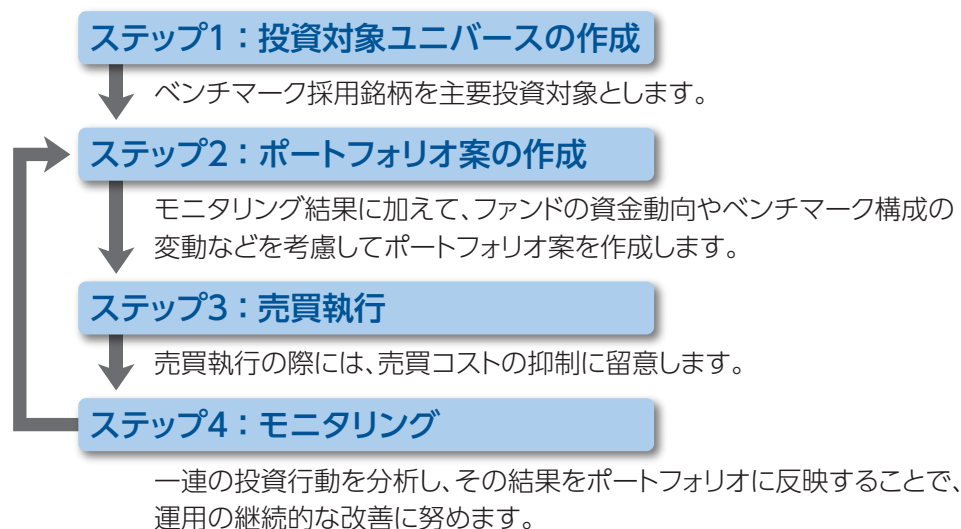 ステップ1：投資対象ユニバースの作成
ベンチマーク採用銘柄を主要投資対象とします。
ステップ2：ポートフォリオ案の作成
モニタリング結果に加えて、ファンドの資金動向やベンチマーク構成の
変動などを考慮してポートフォリオ案を作成します。
ステップ3：売買執行
売買執行の際には、売買コストの抑制に留意します。
ステップ4：モニタリング
一連の投資行動を分析し、その結果をポートフォリオに反映することで、
運用の継続的な改善に努めます。